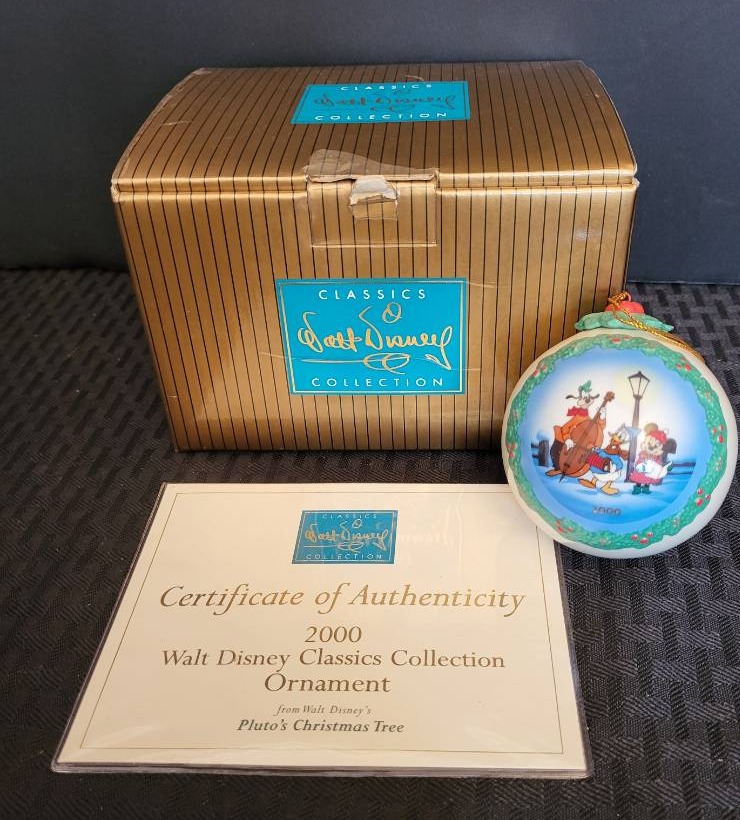 CLASSICS
Walt Disney
COLLECTION
CLASSICS
Walt Disney
COLLECTION
2000
CLASSICS
Walt Disney
COLLECTION
Certificate of Authenticity
2000
Walt Disney Classics Collection
Ornament
from Walt Disney's
Pluto's Christmas Tree